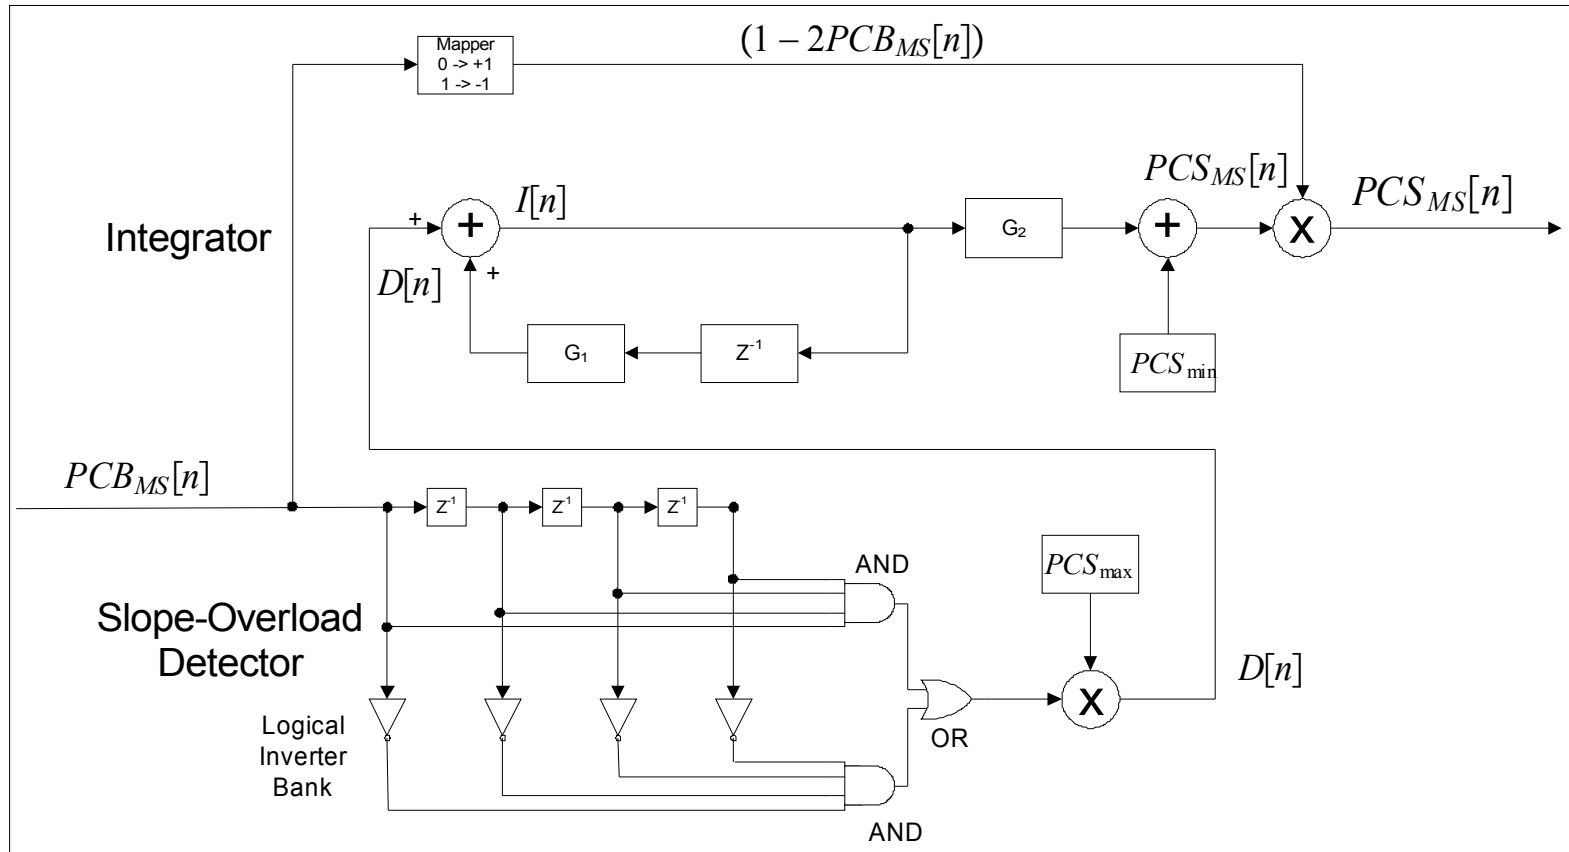 Mapper
0 -> +1
1 -> -1
(1 − 2PCB_MS[n])
PCS_MS[n]
PCS_MS[n]
I[n]
+
+
G₂
+
X
Integrator
D[n]
+
G₁
Z⁻¹
PCS_min
PCB_MS[n]
Z⁻¹
Z⁻¹
Z⁻¹
AND
PCS_max
Slope-Overload
Detector
D[n]
X
Logical
Inverter
Bank
OR
AND